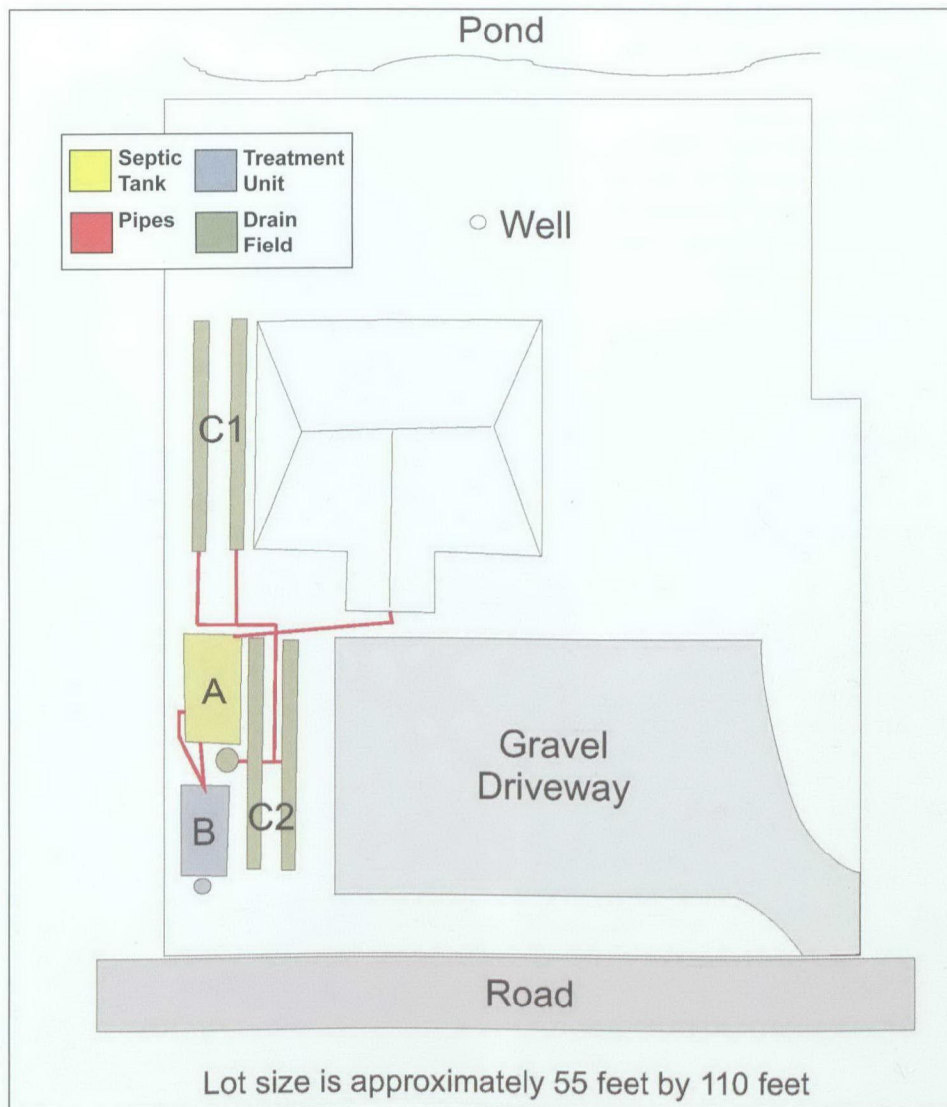 Pond
Septic
Tank
Treatment
Unit
Pipes
Drain
Field
Well
C1
A
Gravel
Driveway
B
C2
Road
Lot size is approximately 55 feet by 110 feet